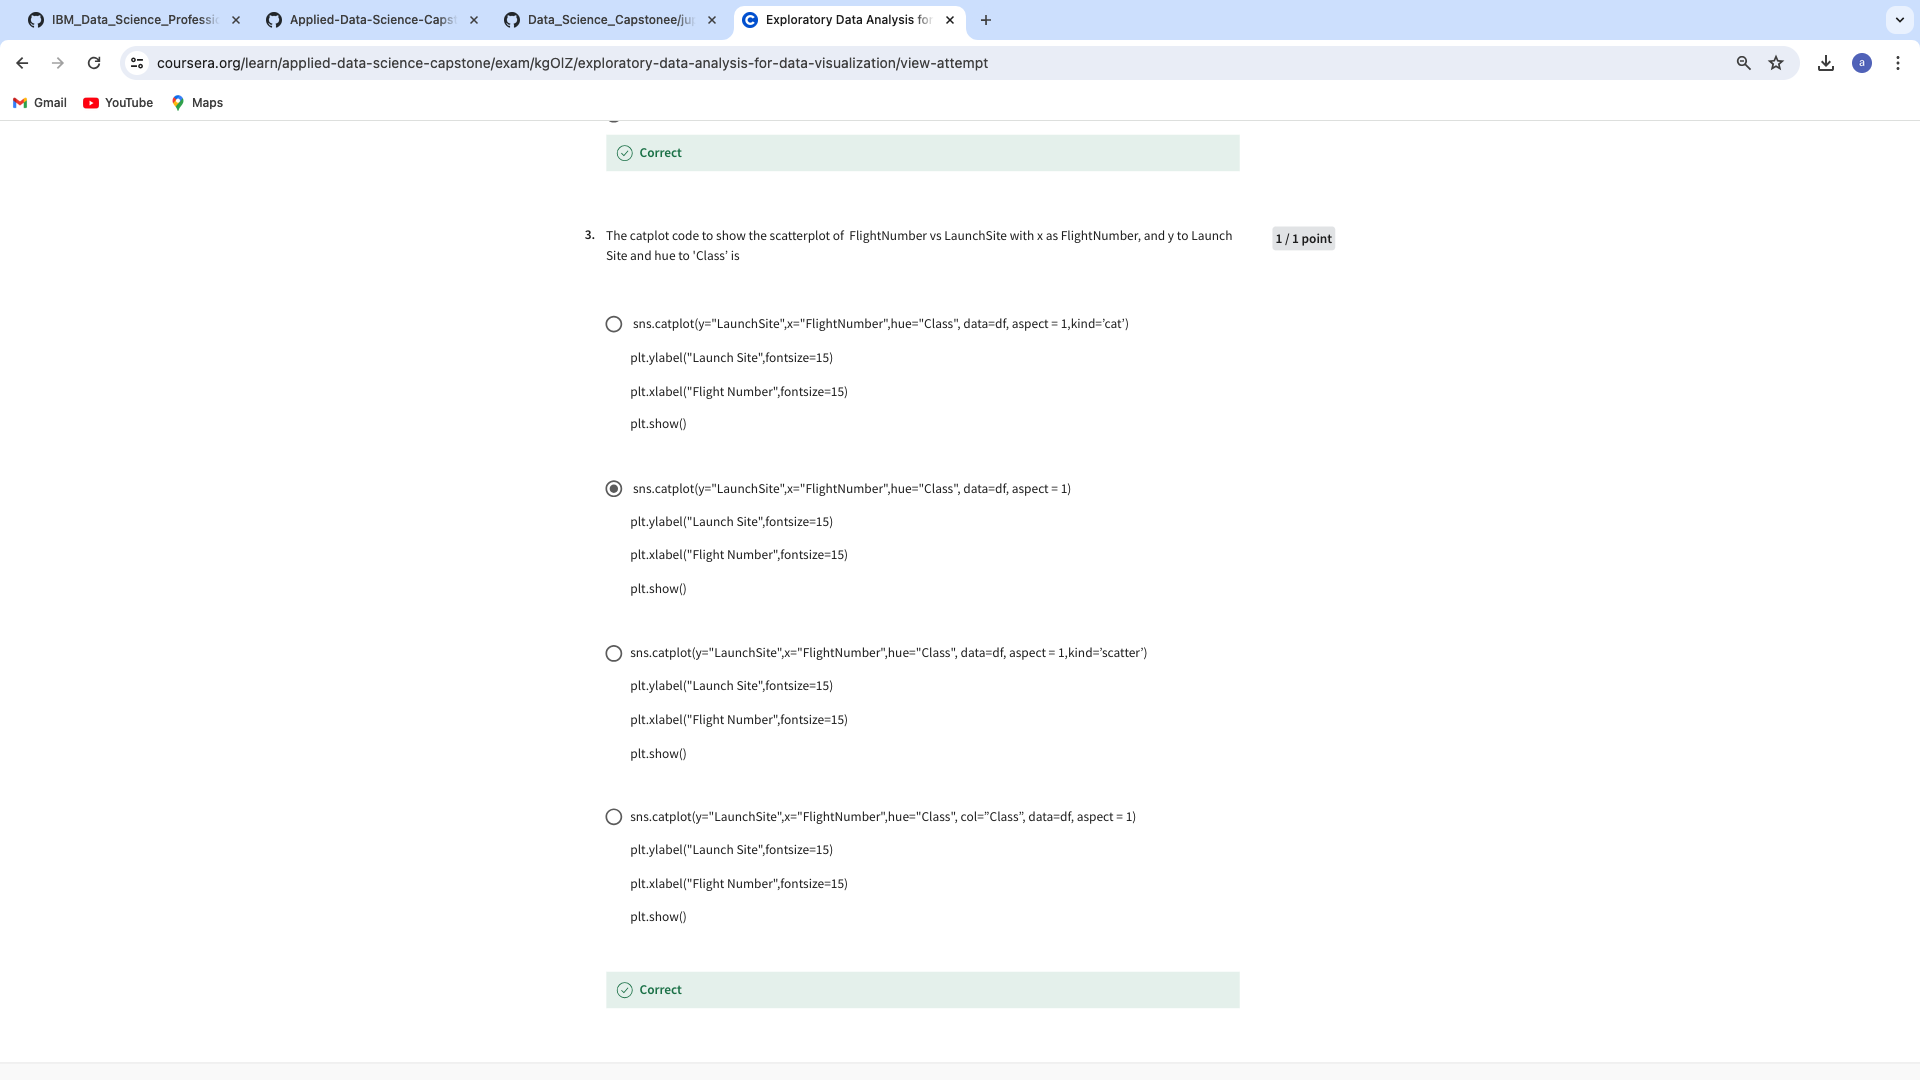 IBM_Data_Science_Professi
Applied-Data-Science-Caps
Data_Science_Capstonee/ju
Exploratory Data Analysis for
coursera.org/learn/applied-data-science-capstone/exam/kgOlZ/exploratory-data-analysis-for-data-visualization/view-attempt
a
Gmail
YouTube
Maps
Correct
3. The catplot code to show the scatterplot of FlightNumber vs LaunchSite with x as FlightNumber, and y to Launch
Site and hue to 'Class’ is
1 / 1 point
sns.catplot(y="LaunchSite",x="FlightNumber",hue="Class", data=df, aspect = 1,kind=’cat’)
plt.ylabel("Launch Site",fontsize=15)
plt.xlabel("Flight Number",fontsize=15)
plt.show()
sns.catplot(y="LaunchSite",x="FlightNumber",hue="Class", data=df, aspect = 1)
plt.ylabel("Launch Site",fontsize=15)
plt.xlabel("Flight Number",fontsize=15)
plt.show()
sns.catplot(y="LaunchSite",x="FlightNumber",hue="Class", data=df, aspect = 1,kind=’scatter’)
plt.ylabel("Launch Site",fontsize=15)
plt.xlabel("Flight Number",fontsize=15)
plt.show()
sns.catplot(y="LaunchSite",x="FlightNumber",hue="Class", col=”Class”, data=df, aspect = 1)
plt.ylabel("Launch Site",fontsize=15)
plt.xlabel("Flight Number",fontsize=15)
plt.show()
Correct